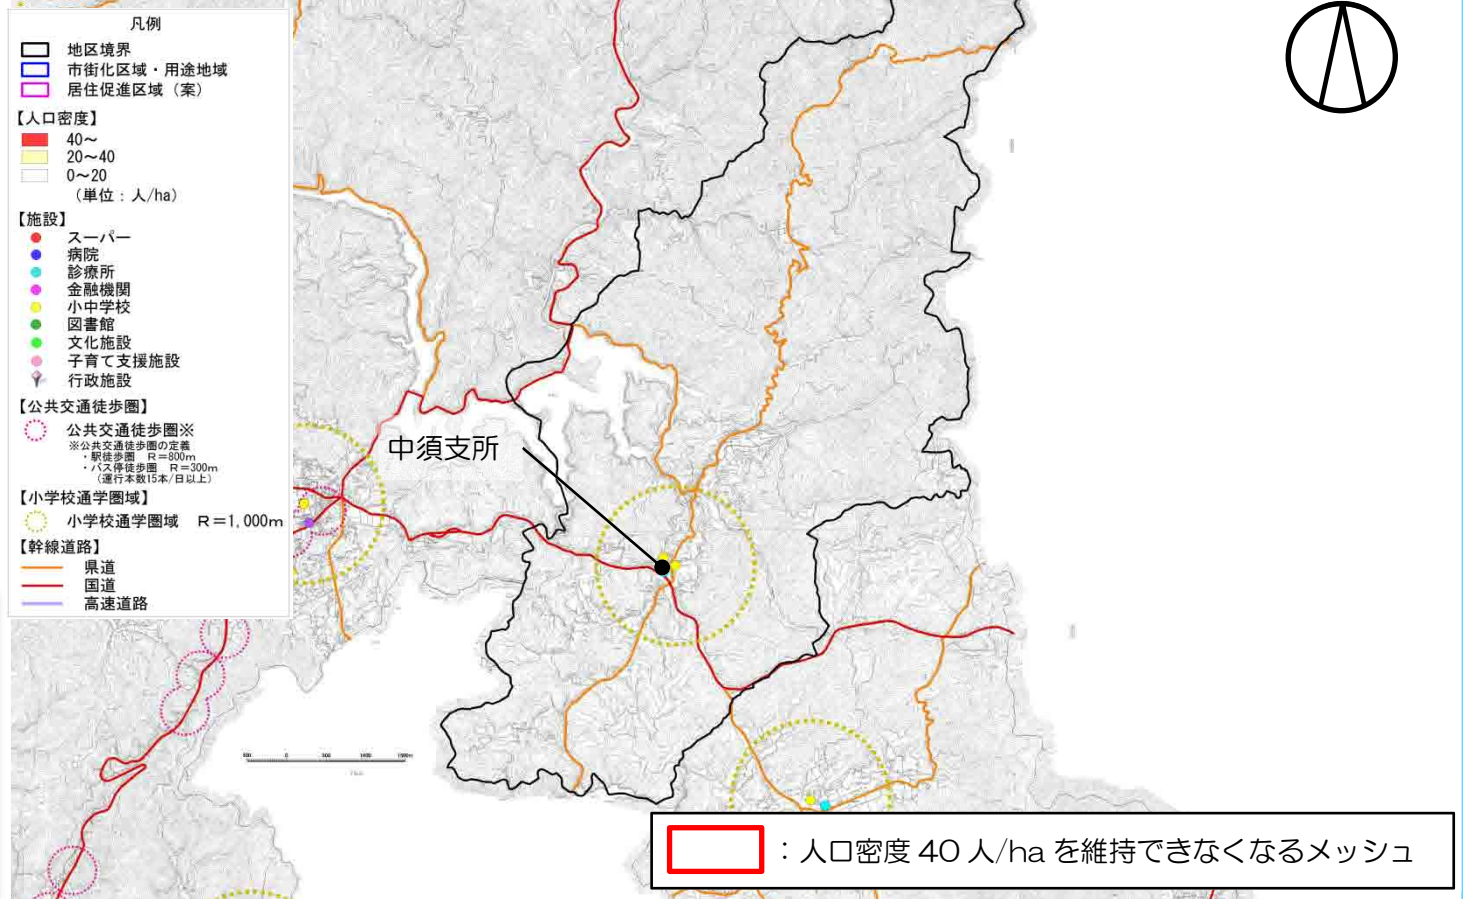 凡例
地区境界
市街化区域・用途地域
居住促進区域（案）
【人口密度】
40～
20～40
0～20
（単位：人/ha）
【施設】
スーパー
病院
診療所
金融機関
小中学校
図書館
文化施設
子育て支援施設
行政施設
【公共交通徒歩圏】
公共交通徒歩圏※
※公共交通徒歩圏の定義
・駅徒歩圏　R＝800m
・バス停徒歩圏　R＝300m
（運行本数15本/日以上）
【小学校通学圏域】
小学校通学圏域　R＝1,000m
【幹線道路】
県道
国道
高速道路
中須支所
500 0 500 1000 1500m
：人口密度 40 人/ha を維持できなくなるメッシュ